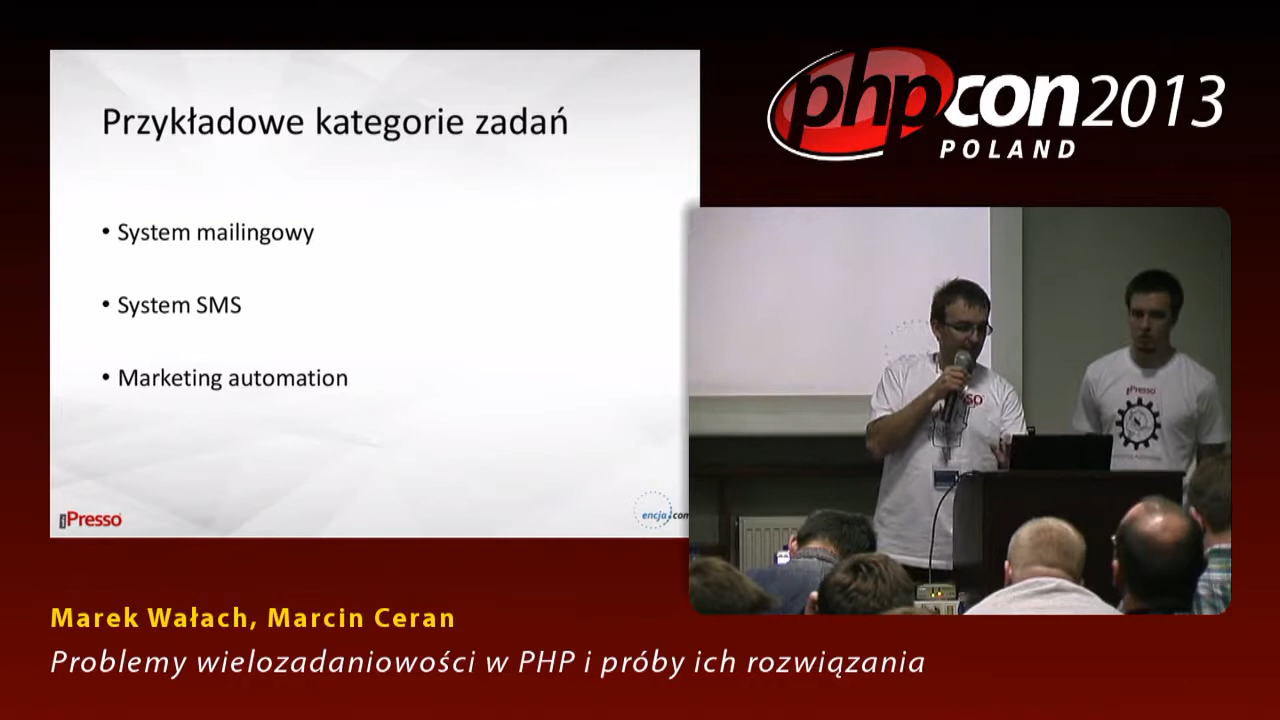 phpcon2013
POLAND
Przykładowe kategorie zadań
• System mailingowy
• System SMS
• Marketing automation
iPresso
encja.com
Presso
Marek Wałach, Marcin Ceran
Problemy wielozadaniowości w PHP i próby ich rozwiązania